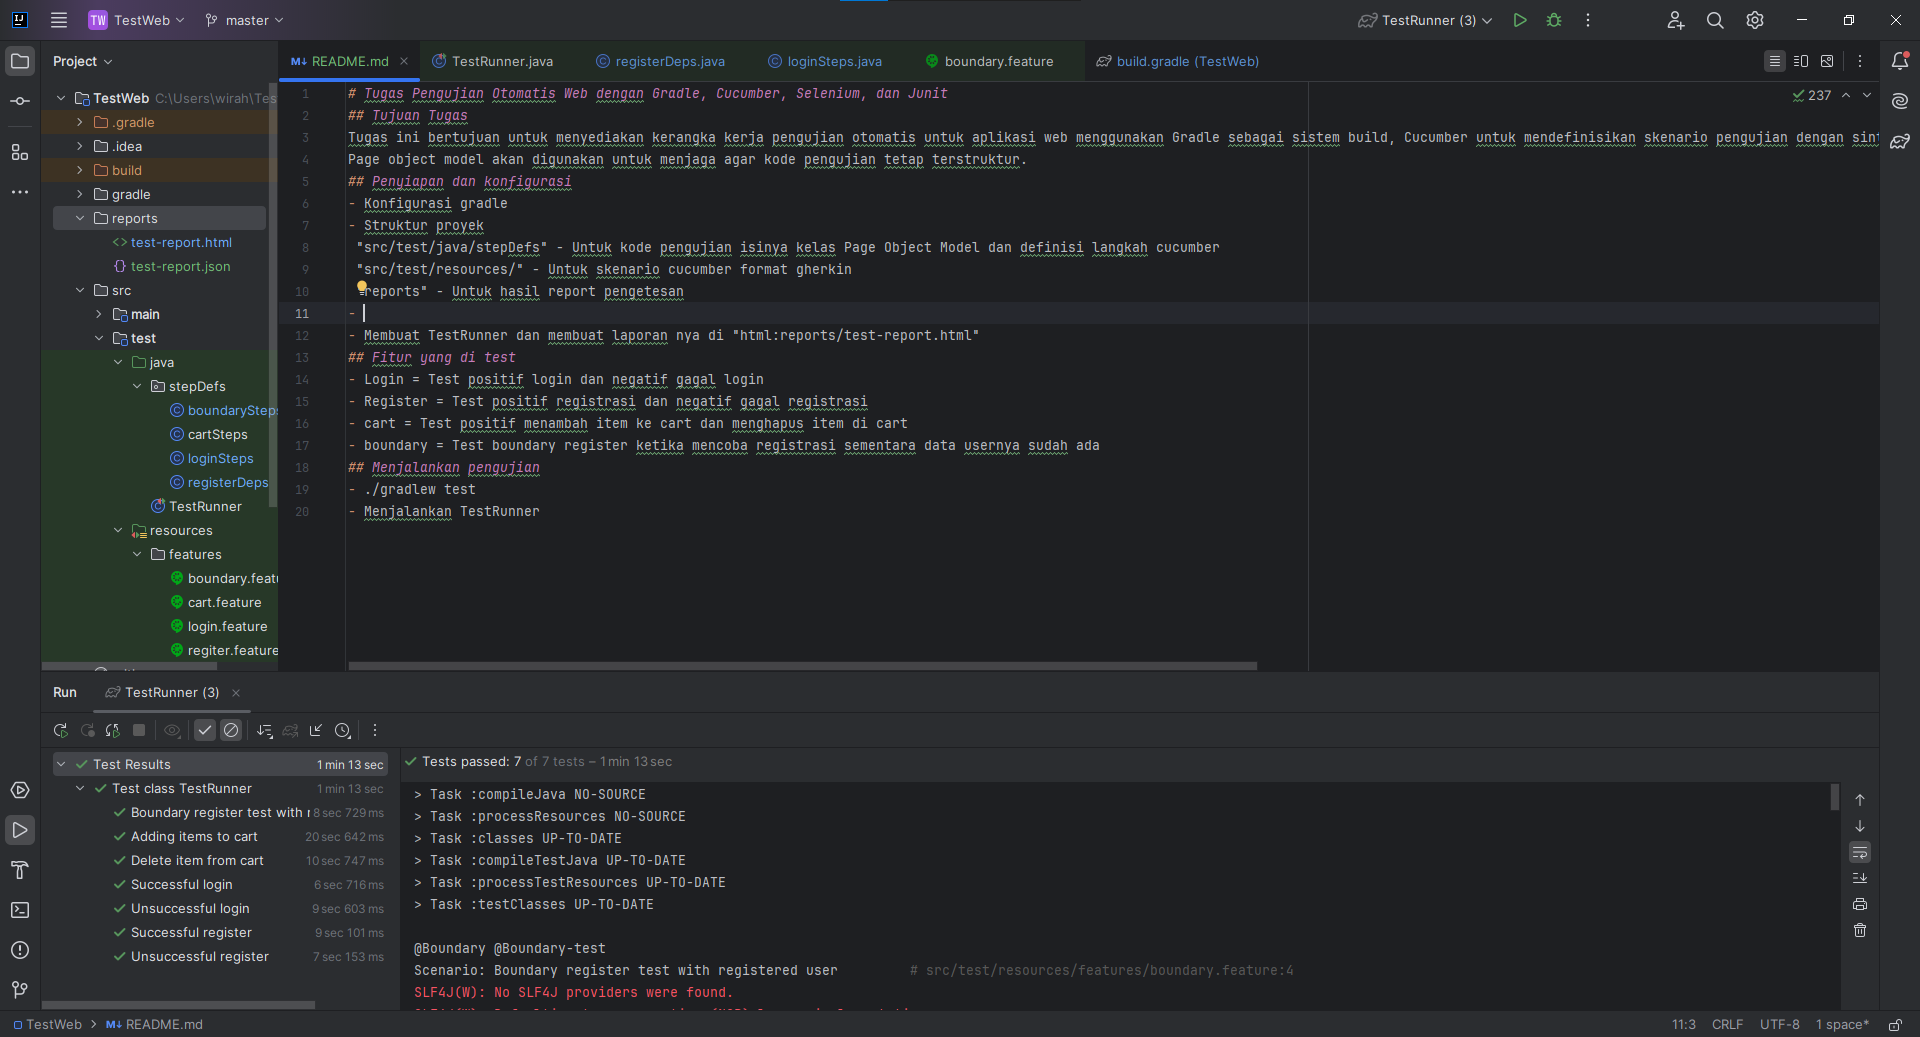 TW TestWeb master TestRunner (3)
Project
README.md TestRunner.java registerDeps.java loginSteps.java boundary.feature build.gradle (TestWeb)
TestWeb C:\Users\wirah\Tes
.gradle
.idea
build
gradle
reports
test-report.html
test-report.json
src
main
test
java
stepDefs
boundarySteps
cartSteps
loginSteps
registerDeps
TestRunner
resources
features
boundary.featu
cart.feature
login.feature
regiter.feature
237
1 # Tugas Pengujian Otomatis Web dengan Gradle, Cucumber, Selenium, dan Junit
2 ## Tujuan Tugas
3 Tugas ini bertujuan untuk menyediakan kerangka kerja pengujian otomatis untuk aplikasi web menggunakan Gradle sebagai sistem build, Cucumber untuk mendefinisikan skenario pengujian dengan sint
4 Page object model akan digunakan untuk menjaga agar kode pengujian tetap terstruktur.
5 ## Penyiapan dan konfigurasi
6 - Konfigurasi gradle
7 - Struktur proyek
8 "src/test/java/stepDefs" - Untuk kode pengujian isinya kelas Page Object Model dan definisi langkah cucumber
9 "src/test/resources/" - Untuk skenario cucumber format gherkin
10 reports" - Untuk hasil report pengetesan
11 -
12 - Membuat TestRunner dan membuat laporan nya di "html:reports/test-report.html"
13 ## Fitur yang di test
14 - Login = Test positif login dan negatif gagal login
15 - Register = Test positif registrasi dan negatif gagal registrasi
16 - cart = Test positif menambah item ke cart dan menghapus item di cart
17 - boundary = Test boundary register ketika mencoba registrasi sementara data usernya sudah ada
18 ## Menjalankan pengujian
19 - ./gradlew test
20 - Menjalankan TestRunner
Run TestRunner (3)
Test Results 1 min 13 sec
Test class TestRunner 1 min 13 sec
Boundary register test with r 8 sec 729 ms
Adding items to cart 20 sec 642 ms
Delete item from cart 10 sec 747 ms
Successful login 6 sec 716 ms
Unsuccessful login 9 sec 603 ms
Successful register 9 sec 101 ms
Unsuccessful register 7 sec 153 ms
Tests passed: 7 of 7 tests – 1 min 13 sec
> Task :compileJava NO-SOURCE
> Task :processResources NO-SOURCE
> Task :classes UP-TO-DATE
> Task :compileTestJava UP-TO-DATE
> Task :processTestResources UP-TO-DATE
> Task :testClasses UP-TO-DATE
@Boundary @Boundary-test
Scenario: Boundary register test with registered user # src/test/resources/features/boundary.feature:4
SLF4J(W): No SLF4J providers were found.
TestWeb > README.md 11:3 CRLF UTF-8 1 space*